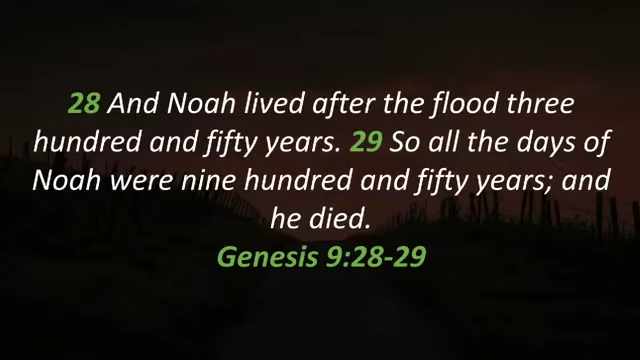 28 And Noah lived after the flood three
hundred and fifty years. 29 So all the days of
Noah were nine hundred and fifty years; and
he died.
Genesis 9:28-29